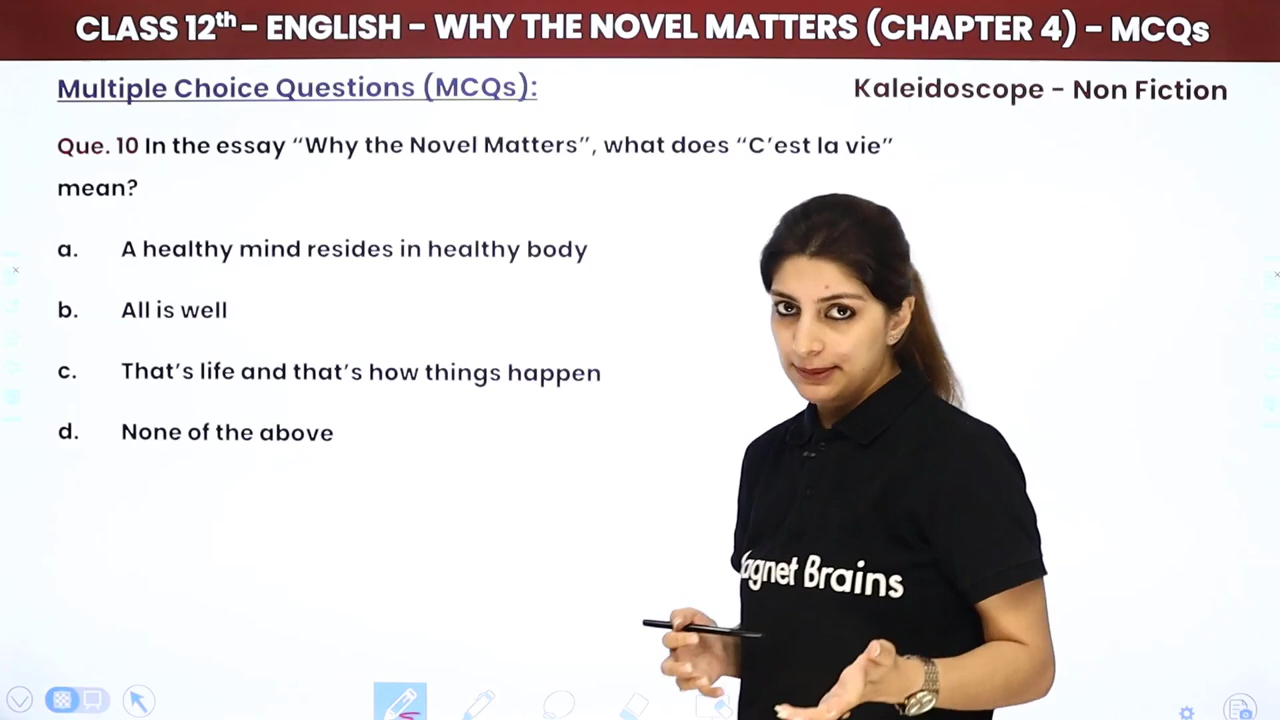 CLASS 12th – ENGLISH – WHY THE NOVEL MATTERS (CHAPTER 4) – MCQs
Multiple Choice Questions (MCQs):
Kaleidoscope - Non Fiction
Que. 10 In the essay “Why the Novel Matters”, what does “C’est la vie”
mean?
a. A healthy mind resides in healthy body
b. All is well
c. That’s life and that’s how things happen
d. None of the above
agnet Brains